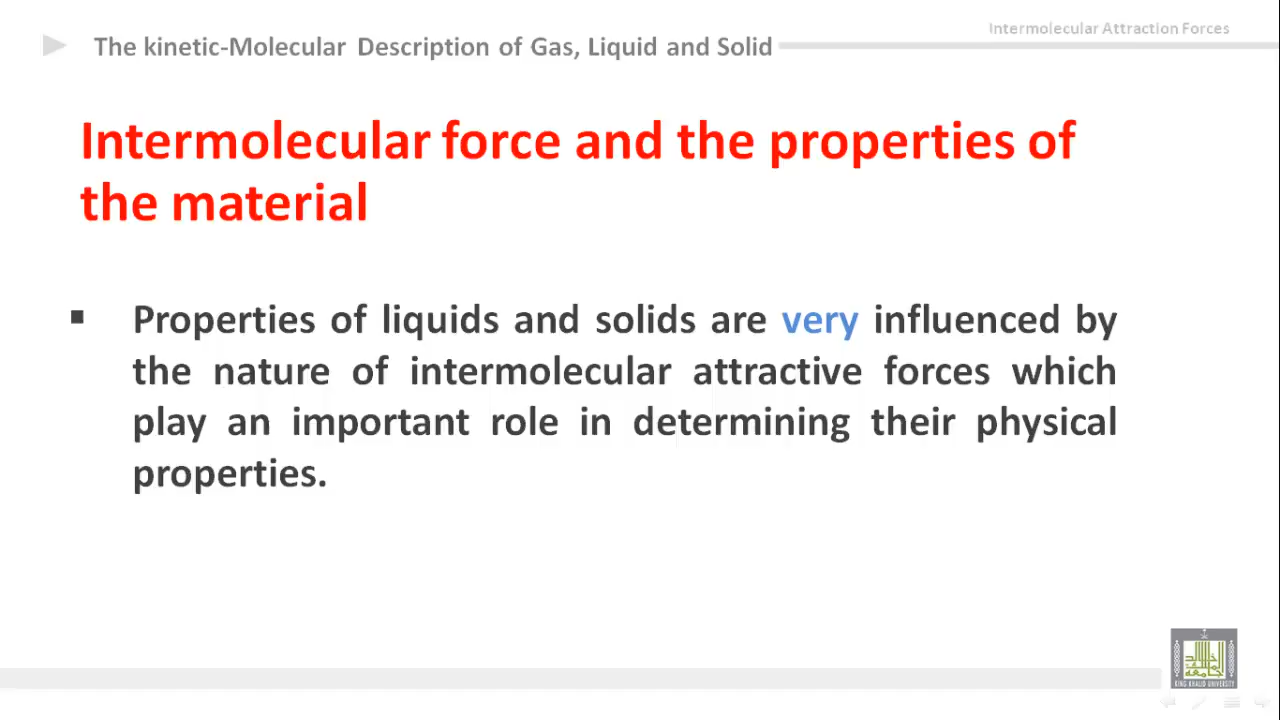 Intermolecular Attraction Forces
The kinetic-Molecular Description of Gas, Liquid and Solid
Intermolecular force and the properties of
the material
▪ Properties of liquids and solids are very influenced by
the nature of intermolecular attractive forces which
play an important role in determining their physical
properties.
KING KHALID UNIVERSITY